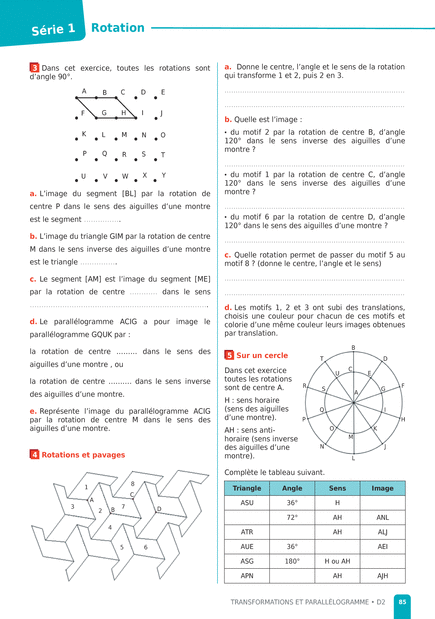 Série 1
Rotation
3 Dans cet exercice, toutes les rotations sont
d'angle 90°.
A B C D E
F G H I J
K L M N O
P Q R S T
U V W X Y
a. L'image du segment [BL] par la rotation de
centre P dans le sens des aiguilles d'une montre
est le segment ...............
b. L'image du triangle GIM par la rotation de centre
M dans le sens inverse des aiguilles d'une montre
est le triangle ...............
c. Le segment [AM] est l'image du segment [ME]
par la rotation de centre ............ dans le sens
................................................................
d. Le parallélogramme ACIG a pour image le
parallélogramme GQUK par :
la rotation de centre ......... dans le sens des
aiguilles d'une montre , ou
la rotation de centre .......... dans le sens inverse
des aiguilles d'une montre.
e. Représente l'image du parallélogramme ACIG
par la rotation de centre M dans le sens des
aiguilles d'une montre.
4 Rotations et pavages
1
8
C
A
3
2
B
7
D
4
5
6
a. Donne le centre, l'angle et le sens de la rotation
qui transforme 1 et 2, puis 2 en 3.
b. Quelle est l'image :
• du motif 2 par la rotation de centre B, d'angle
120° dans le sens inverse des aiguilles d'une
montre ?
• du motif 1 par la rotation de centre C, d'angle
120° dans le sens inverse des aiguilles d'une
montre ?
• du motif 6 par la rotation de centre D, d'angle
120° dans le sens des aiguilles d'une montre ?
c. Quelle rotation permet de passer du motif 5 au
motif 8 ? (donne le centre, l'angle et le sens)
d. Les motifs 1, 2 et 3 ont subi des translations,
choisis une couleur pour chacun de ces motifs et
colorie d'une même couleur leurs images obtenues
par translation.
5 Sur un cercle
Dans cet exercice
toutes les rotations
sont de centre A.
H : sens horaire
(sens des aiguilles
d'une montre).
AH : sens anti-
horaire (sens inverse
des aiguilles d'une
montre).
B
T D
U C E
R S G F
A
Q I
P H
O K
M
N J
L
Complète le tableau suivant.
Triangle Angle Sens Image
ASU 36° H
72° AH ANL
ATR AH ALJ
AUE 36° AEI
ASG 180° H ou AH
APN AH AJH
TRANSFORMATIONS ET PARALLÉLOGRAMME • D2 85